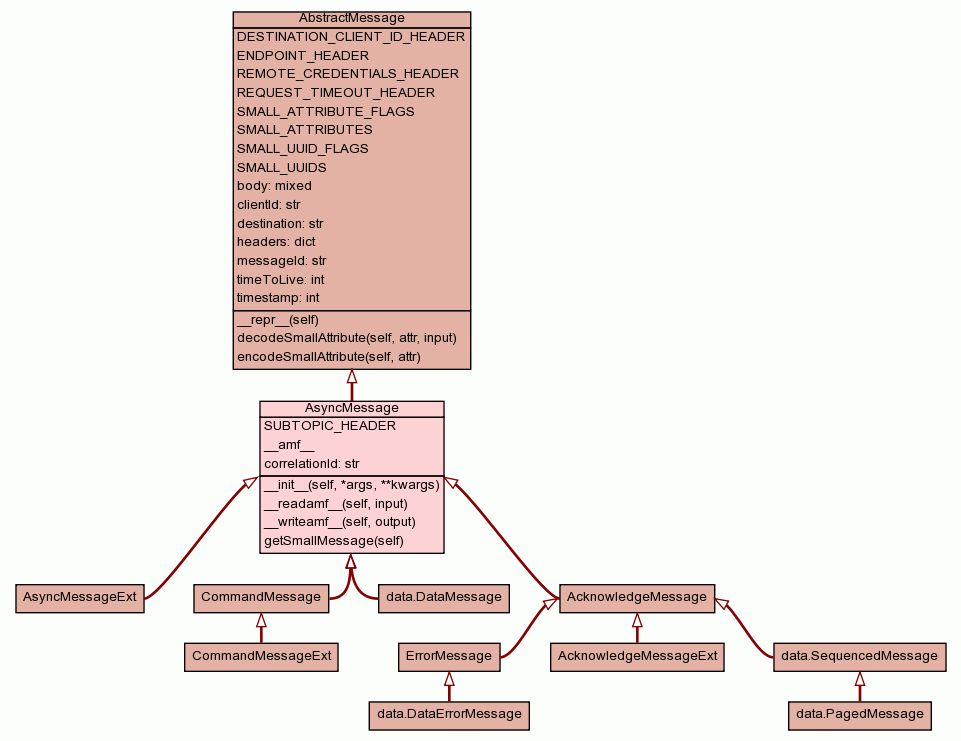 AbstractMessage
DESTINATION_CLIENT_ID_HEADER
ENDPOINT_HEADER
REMOTE_CREDENTIALS_HEADER
REQUEST_TIMEOUT_HEADER
SMALL_ATTRIBUTE_FLAGS
SMALL_ATTRIBUTES
SMALL_UUID_FLAGS
SMALL_UUIDS
body: mixed
clientId: str
destination: str
headers: dict
messageId: str
timeToLive: int
timestamp: int
__repr__(self)
decodeSmallAttribute(self, attr, input)
encodeSmallAttribute(self, attr)
AsyncMessage
SUBTOPIC_HEADER
__amf__
correlationId: str
__init__(self, *args, **kwargs)
__readamf__(self, input)
__writeamf__(self, output)
getSmallMessage(self)
AsyncMessageExt
CommandMessage
data.DataMessage
AcknowledgeMessage
CommandMessageExt
ErrorMessage
AcknowledgeMessageExt
data.SequencedMessage
data.DataErrorMessage
data.PagedMessage